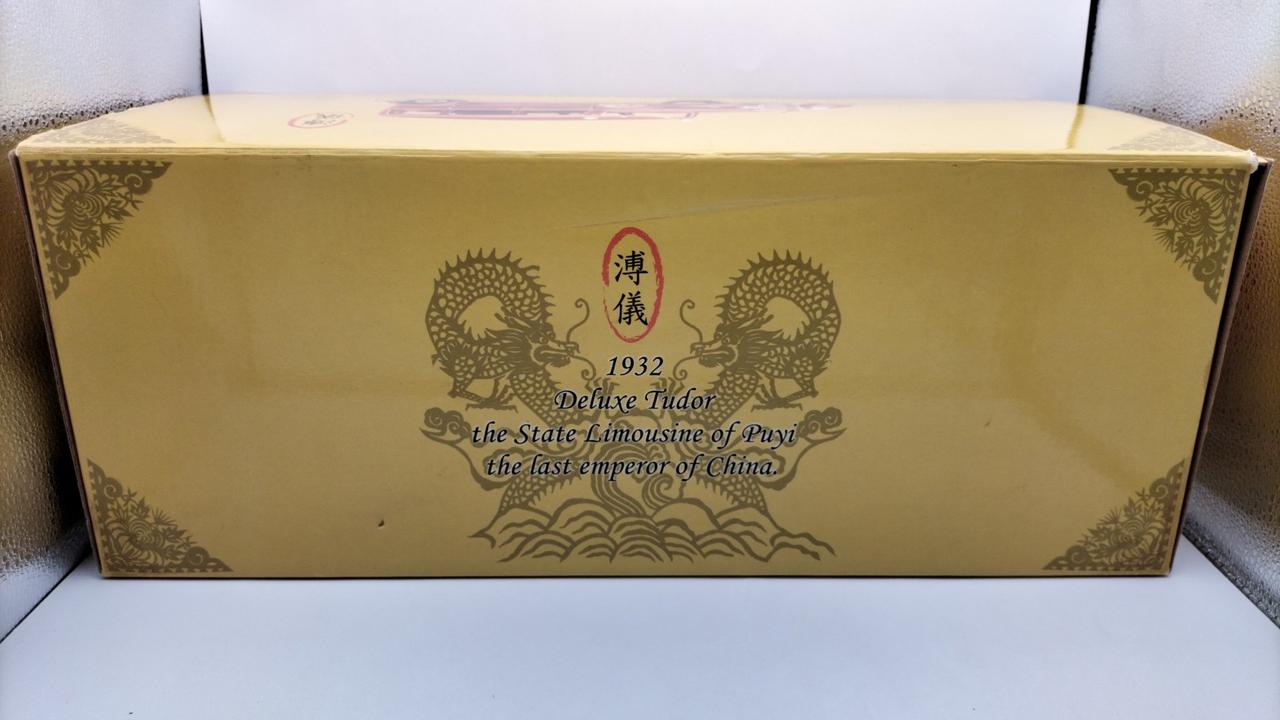 溥
儀
1932
Deluxe Tudor
the State Limousine of Puyi
the last emperor of China.